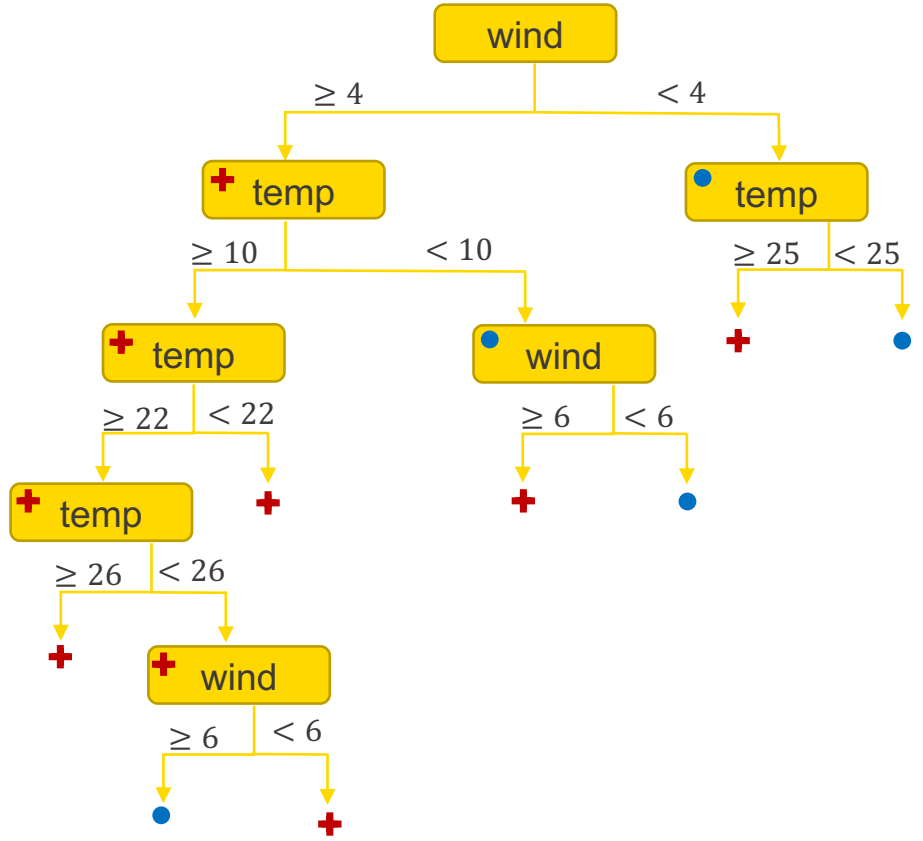 wind
≥ 4
< 4
temp
temp
≥ 10
< 10
≥ 25
< 25
temp
wind
≥ 22
< 22
≥ 6
< 6
temp
≥ 26
< 26
wind
≥ 6
< 6